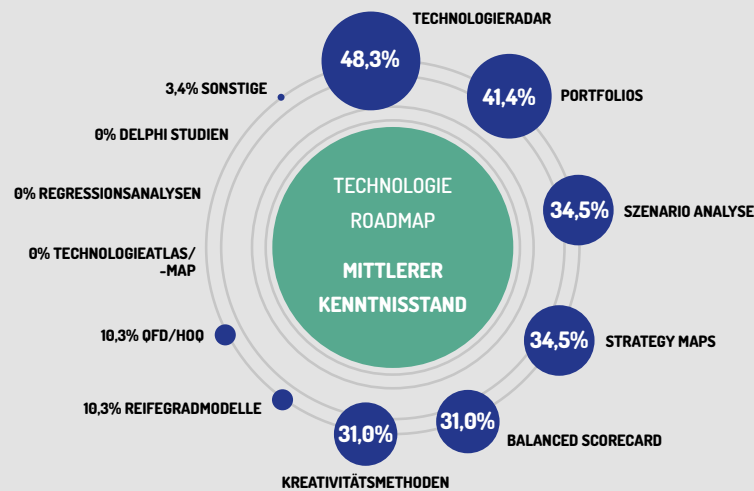 TECHNOLOGIERADAR
48,3%
41,4%
PORTFOLIOS
34,5%
SZENARIO ANALYSE
34,5%
STRATEGY MAPS
31,0%
BALANCED SCORECARD
31,0%
KREATIVITÄTSMETHODEN
10,3% REIFEGRADMODELLE
10,3% QFD/HOQ
0% TECHNOLOGIEATLAS/
-MAP
0% REGRESSIONSANALYSEN
0% DELPHI STUDIEN
3,4% SONSTIGE
TECHNOLOGIE
ROADMAP
MITTLERER
KENNTNISSTAND